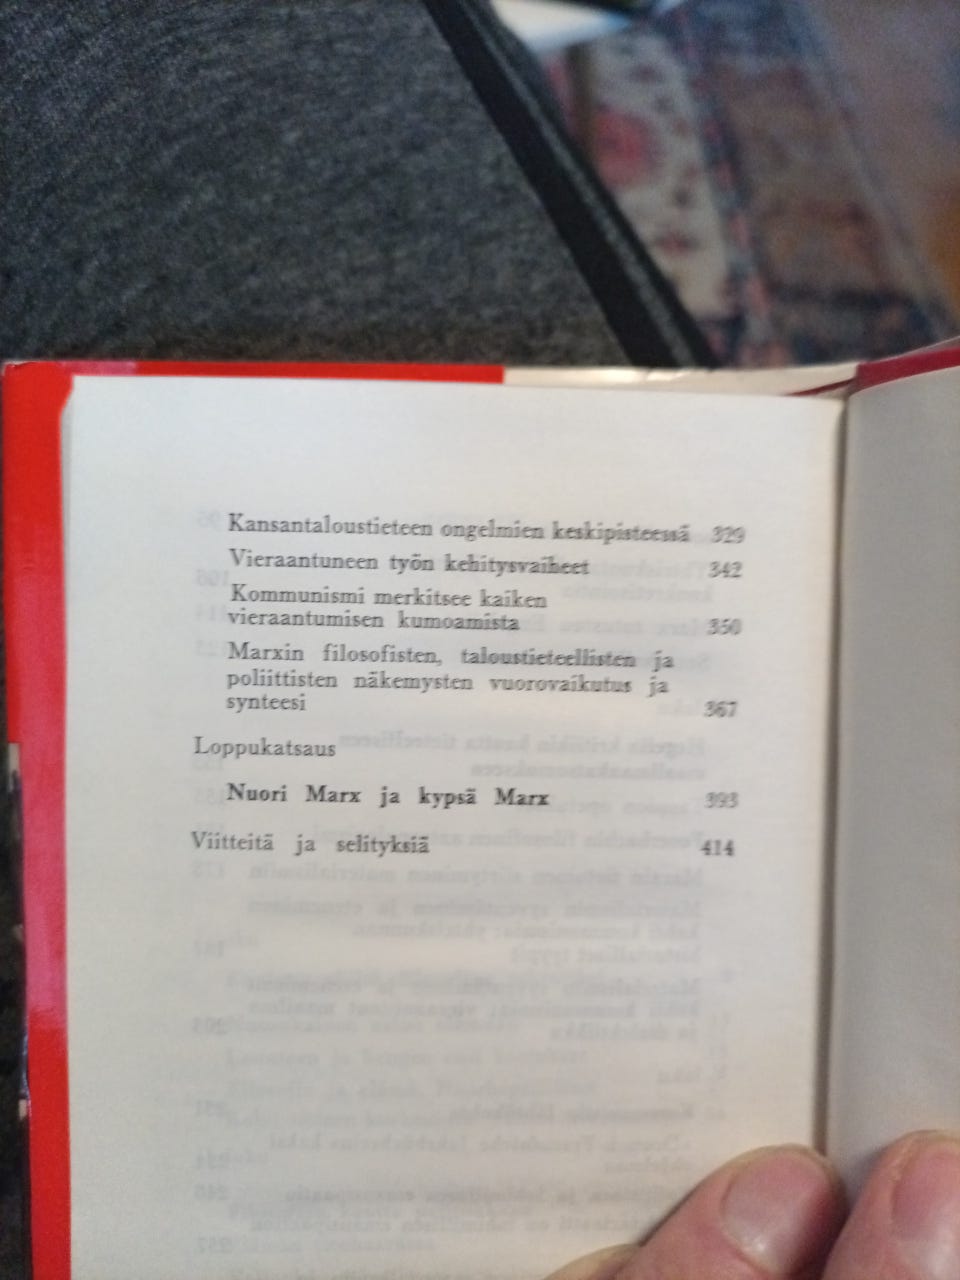 Kansantaloustieteen ongelmien keskipisteessä 329
Vieraantuneen työn kehitysvaiheet 342
Kommunismi merkitsee kaiken
vieraantumisen kumoamista 350
Marxin filosofisten, taloustieteellisten ja
poliittisten näkemysten vuorovaikutus ja
synteesi 367
Loppukatsaus
Nuori Marx ja kypsä Marx 393
Viitteitä ja selityksiä 414